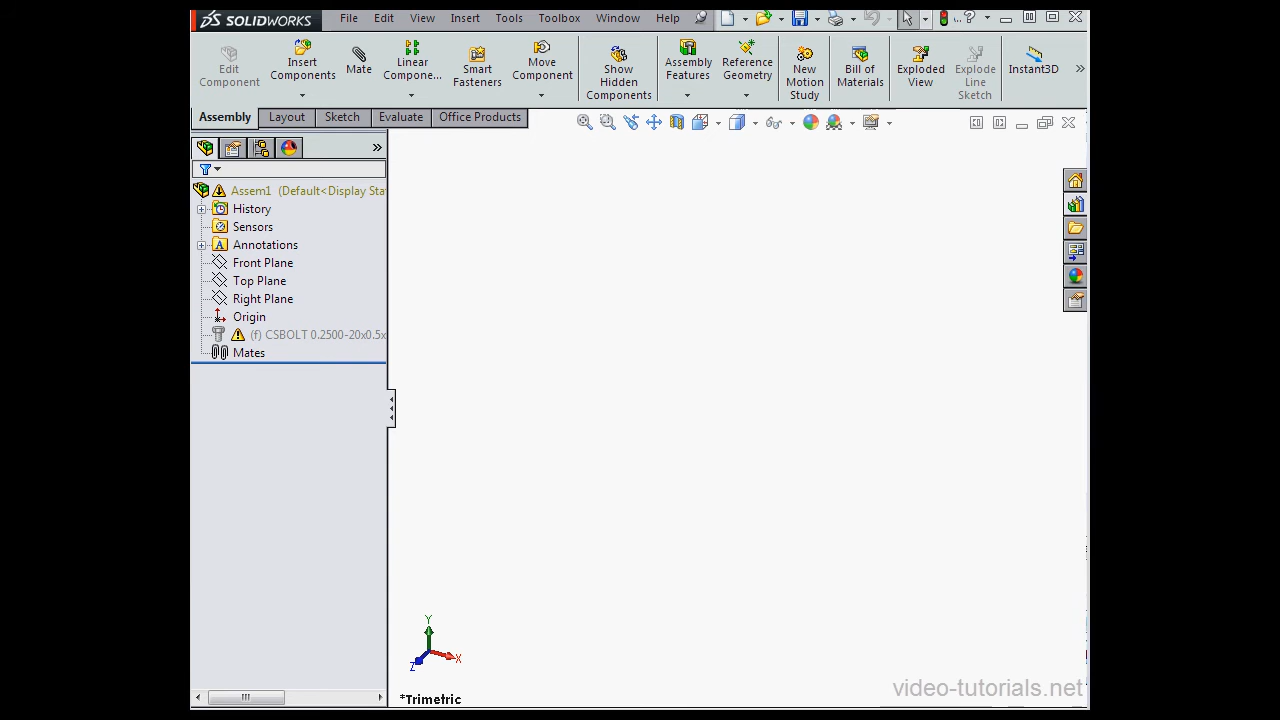 SOLIDWORKS File Edit View Insert Tools Toolbox Window Help
Edit Component
Insert Components
Mate
Linear Compone...
Smart Fasteners
Move Component
Show Hidden Components
Assembly Features
Reference Geometry
New Motion Study
Bill of Materials
Exploded View
Explode Line Sketch
Instant3D
Assembly Layout Sketch Evaluate Office Products
Assem1 (Default<Display Sta
History
Sensors
Annotations
Front Plane
Top Plane
Right Plane
Origin
(f) CSBOLT 0.2500-20x0.5x
Mates
Y
X
Z
*Trimetric
video-tutorials.net